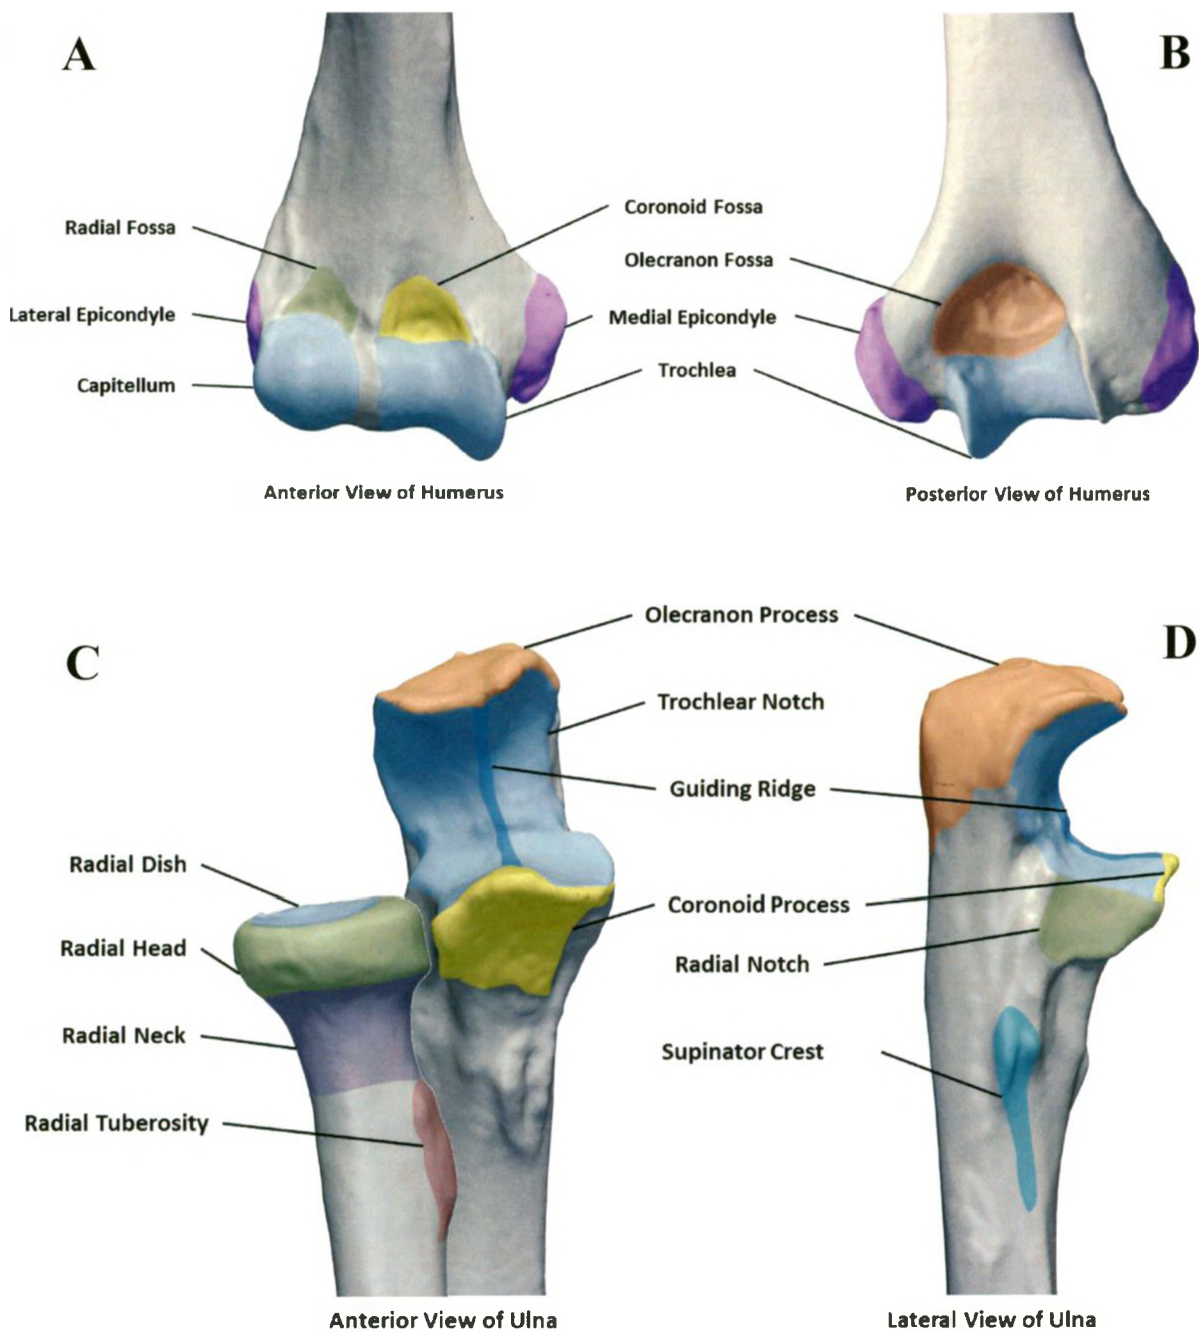 A
B
Radial Fossa
Coronoid Fossa
Olecranon Fossa
Lateral Epicondyle
Medial Epicondyle
Capitellum
Trochlea
Anterior View of Humerus
Posterior View of Humerus
C
D
Olecranon Process
Trochlear Notch
Guiding Ridge
Radial Dish
Coronoid Process
Radial Head
Radial Notch
Radial Neck
Supinator Crest
Radial Tuberosity
Anterior View of Ulna
Lateral View of Ulna